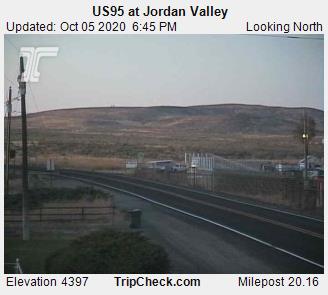 US95 at Jordan Valley
Updated: Oct 05 2020 6:45 PM Looking North
Elevation 4397 TripCheck.com Milepost 20.16